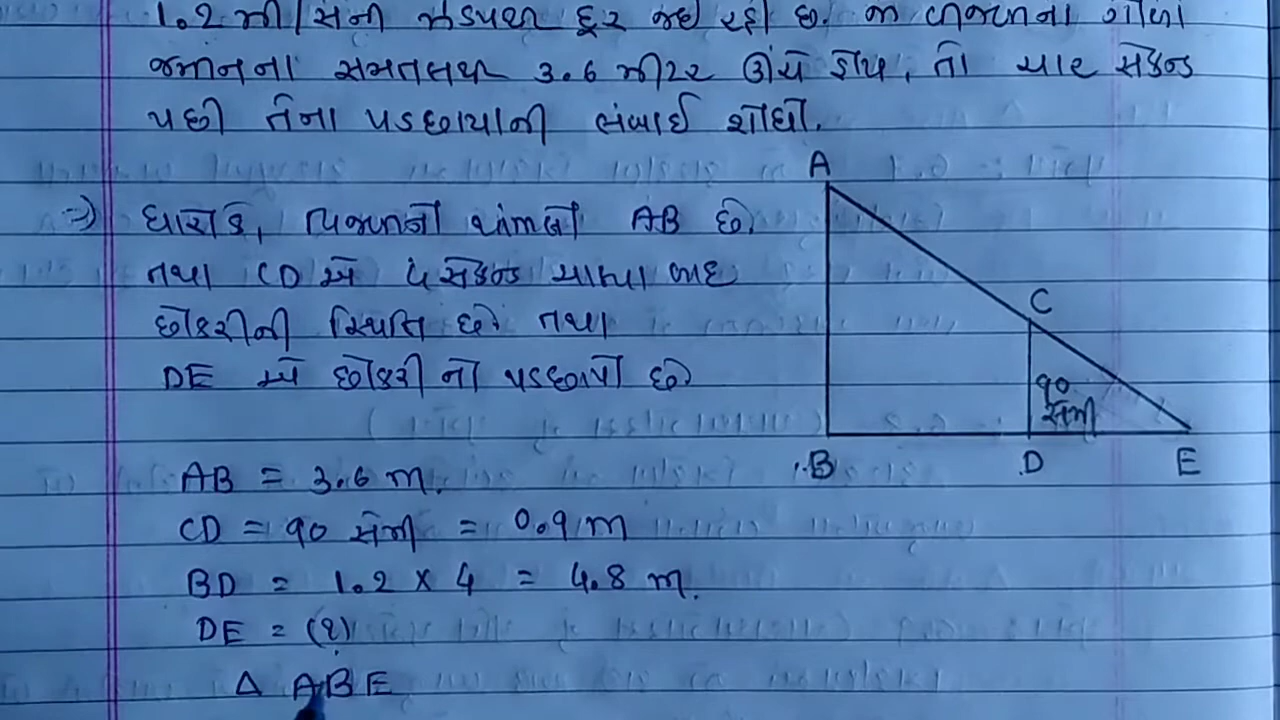 1.2 મી/સેની ઝડપથી દૂર જઈ રહી છે. જો વીજળીનો ગોળો
જમીનના સમતલથી 3.6 મીટર ઊંચે હોય, તો ચાર સેકન્ડ
પછી તેના પડછાયાની લંબાઈ શોધો.
A
⇒) ધારો કે, વિજળીનો થાંભલો AB છે.
તથા CD એ 4 સેકન્ડ ચાલ્યા બાદ
છોકરીની સ્થિતિ છે. તથા
DE એ છોકરી નો પડછાયો છે.
C
90
સેમી
B D E
AB = 3.6 m.
CD = 90 સેમી = 0.9 m
BD = 1.2 × 4 = 4.8 m.
DE = (?)
Δ ABE